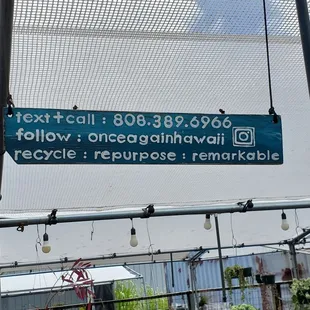 text+call : 808.389.6966
follow : onceagainhawaii
recycle : repurpose : remarkable